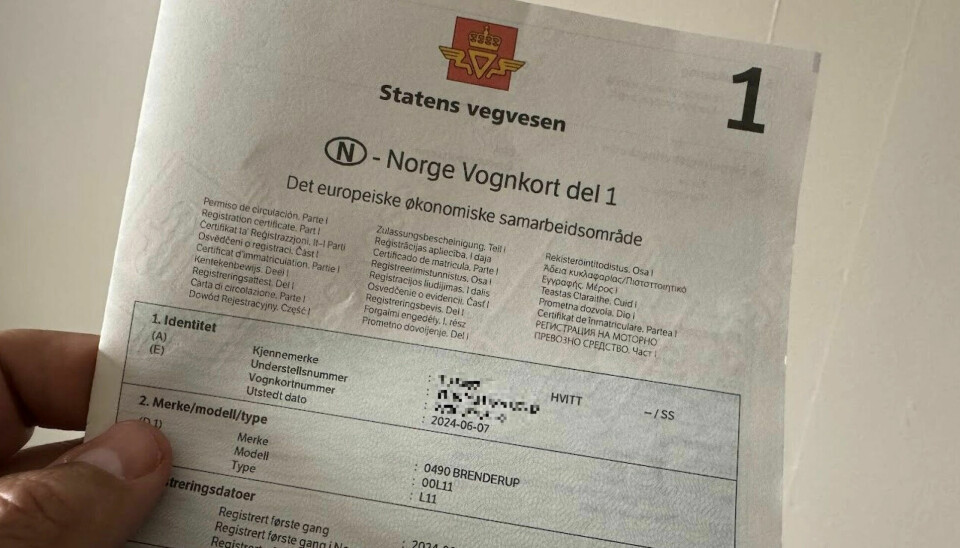 1
Statens vegvesen
N - Norge Vognkort del 1
Det europeiske økonomiske samarbeidsområde
Permiso de circulación. Parte I
Registration certificate. Part I
Certifikat ta' Reġistrazzjoni. It-I Parti
Osvědčení o registraci. Část I
Certificat d'immatriculation. Partie I
Kentekenbewijs. Deel I
Registreringsattest. Del I
Carta di circolazione. Parte I
Dowód Rejestracyjny. Część I
Zulassungsbescheinigung. Teil I
Reģistrācijas apliecība. I daļa
Certificado de matrícula. Parte I
Registreerimistunnistus. Osa I
Registracijos liudijimas. I dalis
Osvedčenie o evidencii. Časť I
Registreringsbevis. Del I
Forgalmi engedély. I. rész
Prometno dovoljenje. Del I
Rekisteröintitodistus. Osa I
Άδεια κυκλοφορίας/Πιστοποιητικό
Εγγραφής. Μέρος I
Teastas Cláraithe. Cuid I
Prometna dozvola. Dio I
Certificat de Înmatriculare. Partea I
РЕГИСТРАЦИЯ НА МОТОРНО
ПРЕВОЗНО СРЕДСТВО. Част I
1. Identitet
(A) Kjennemerke : HVITT -- / SS
(E) Understellsnummer :
Vognkortnummer :
Utstedt dato : 2024-06-07
2. Merke/modell/type
Merke : 0490 BRENDERUP
Modell : 00L11
Type : L11
Registrert første gang
Registrert første gang i